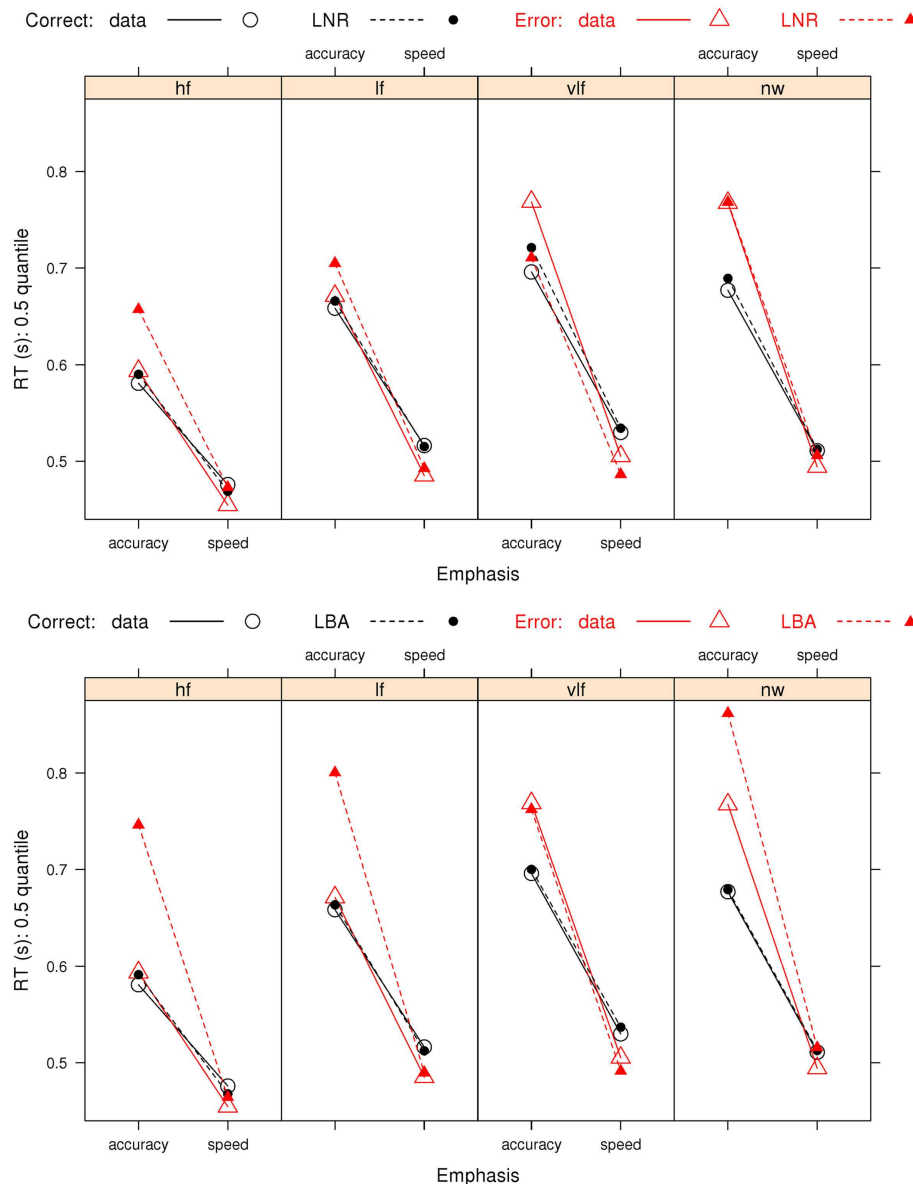 Correct: data LNR Error: data LNR
accuracy speed accuracy speed
hf lf vlf nw
0.8
0.7
0.6
0.5
RT (s): 0.5 quantile
accuracy speed accuracy speed
Emphasis
Correct: data LBA Error: data LBA
accuracy speed accuracy speed
hf lf vlf nw
0.8
0.7
0.6
0.5
RT (s): 0.5 quantile
accuracy speed accuracy speed
Emphasis